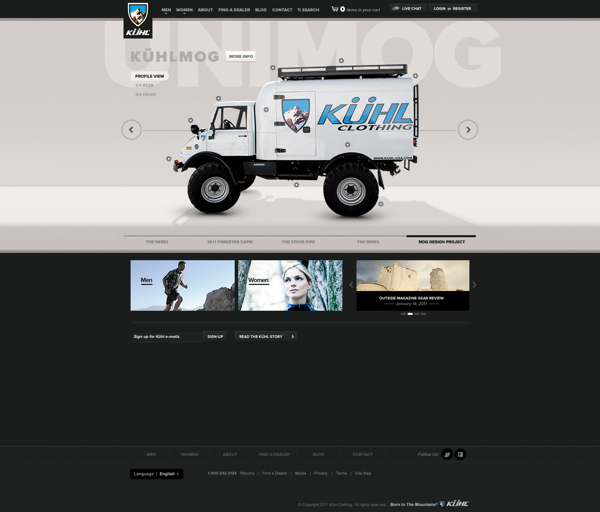 KÜHL
MEN WOMEN ABOUT FIND A DEALER BLOG CONTACT SEARCH
0 items in your cart
LIVE CHAT
LOGIN or REGISTER
UNIMOG
KÜHLMOG
MORE INFO
PROFILE VIEW
3/4 REAR
3/4 FRONT
KÜHL
CLOTHING
WWW.KUHL-USA.COM
THE REBEL
2011 FORESTER CAPRI
THE STOVE PIPE
THE REBEL
MOG DESIGN PROJECT
Men
Women
OUTSIDE MAGAZINE GEAR REVIEW
January 14, 2011
Sign up for Kühl e-mails
SIGN-UP
READ THE KÜHL STORY
MEN WOMEN ABOUT FIND A DEALER BLOG CONTACT
Follow Us
Language | English
Returns | Find a Dealer | Media | Privacy | Terms | Site Map
© Copyright 2011 Kühl Clothing. All rights reserved.
Born In The Mountains
KÜHL